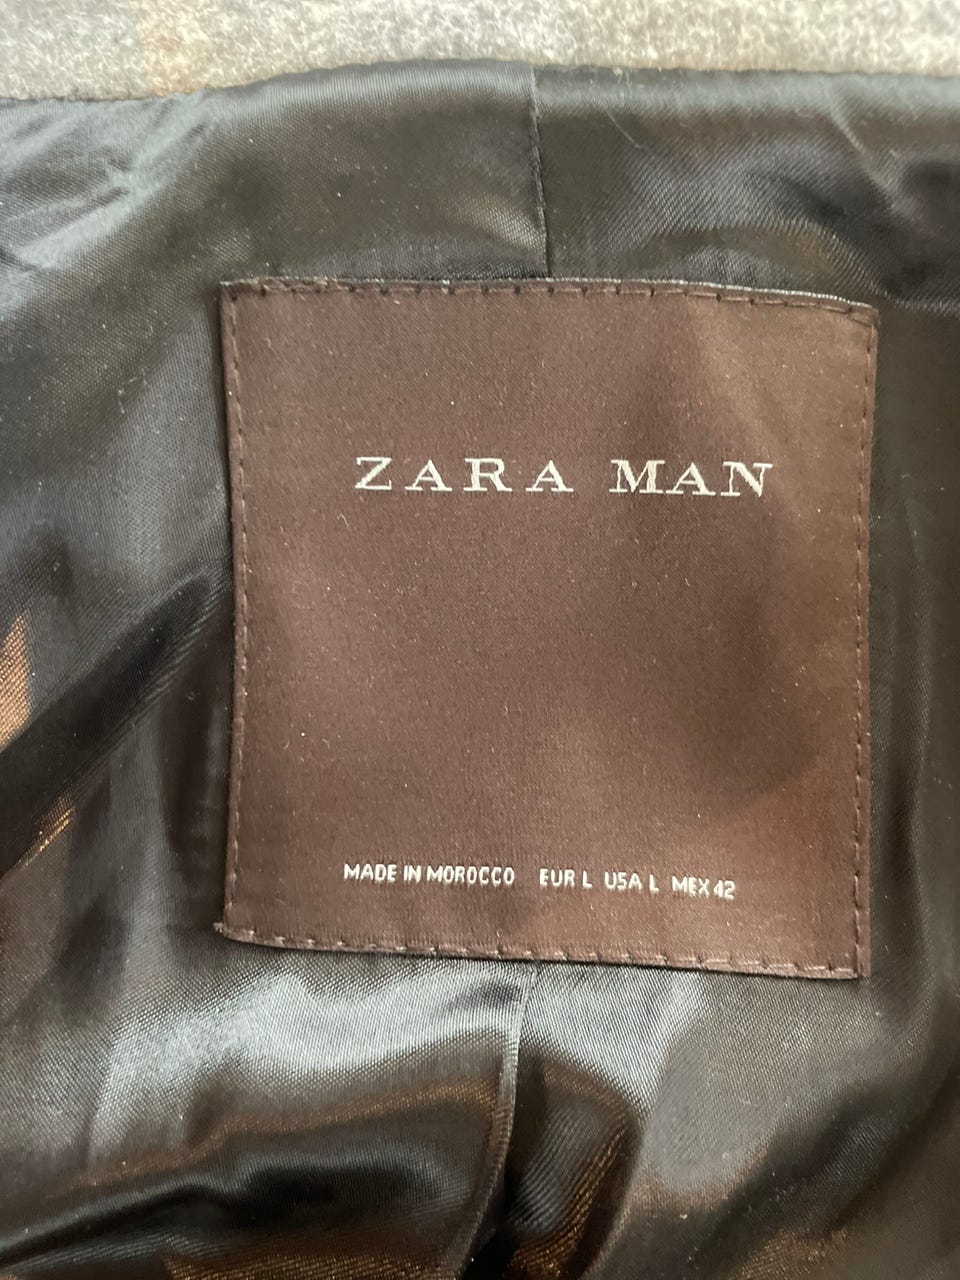 ZARA MAN
MADE IN MOROCCO EUR L USA L MEX 42